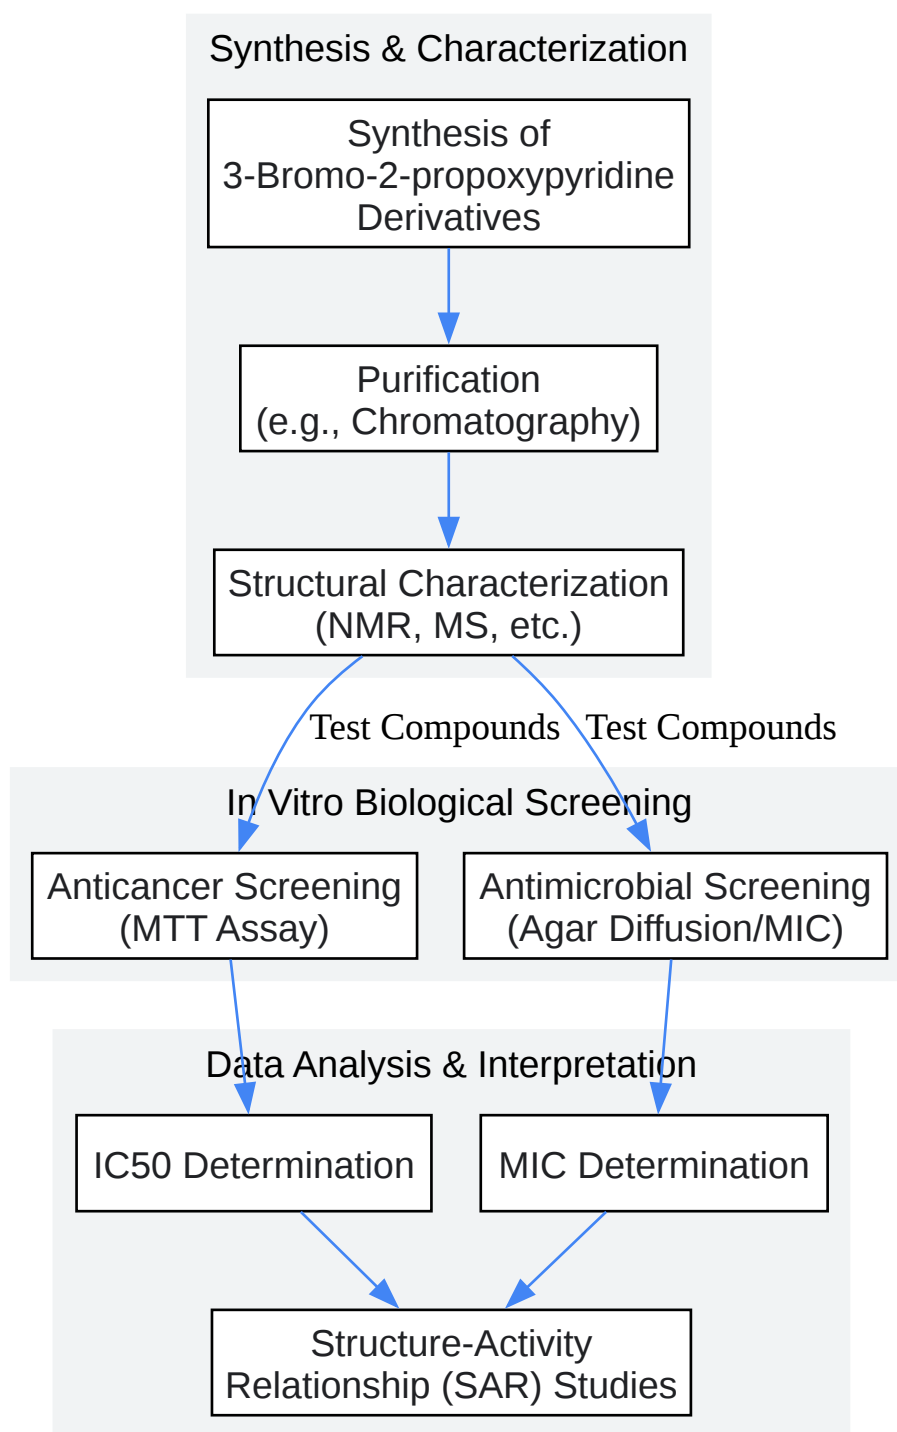 Synthesis & Characterization
Synthesis of
3-Bromo-2-propoxypyridine
Derivatives
Purification
(e.g., Chromatography)
Structural Characterization
(NMR, MS, etc.)
Test Compounds
Test Compounds
In Vitro Biological Screening
Anticancer Screening
(MTT Assay)
Antimicrobial Screening
(Agar Diffusion/MIC)
Data Analysis & Interpretation
IC50 Determination
MIC Determination
Structure-Activity
Relationship (SAR) Studies